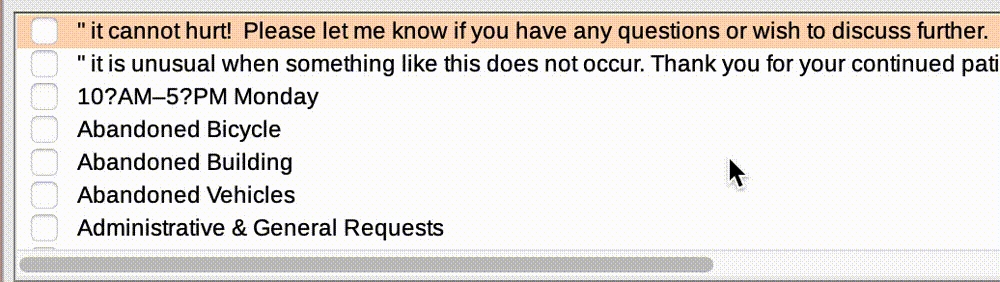 " it cannot hurt!  Please let me know if you have any questions or wish to discuss further.
" it is unusual when something like this does not occur. Thank you for your continued
10?AM–5?PM Monday
Abandoned Bicycle
Abandoned Building
Abandoned Vehicles
Administrative & General Requests